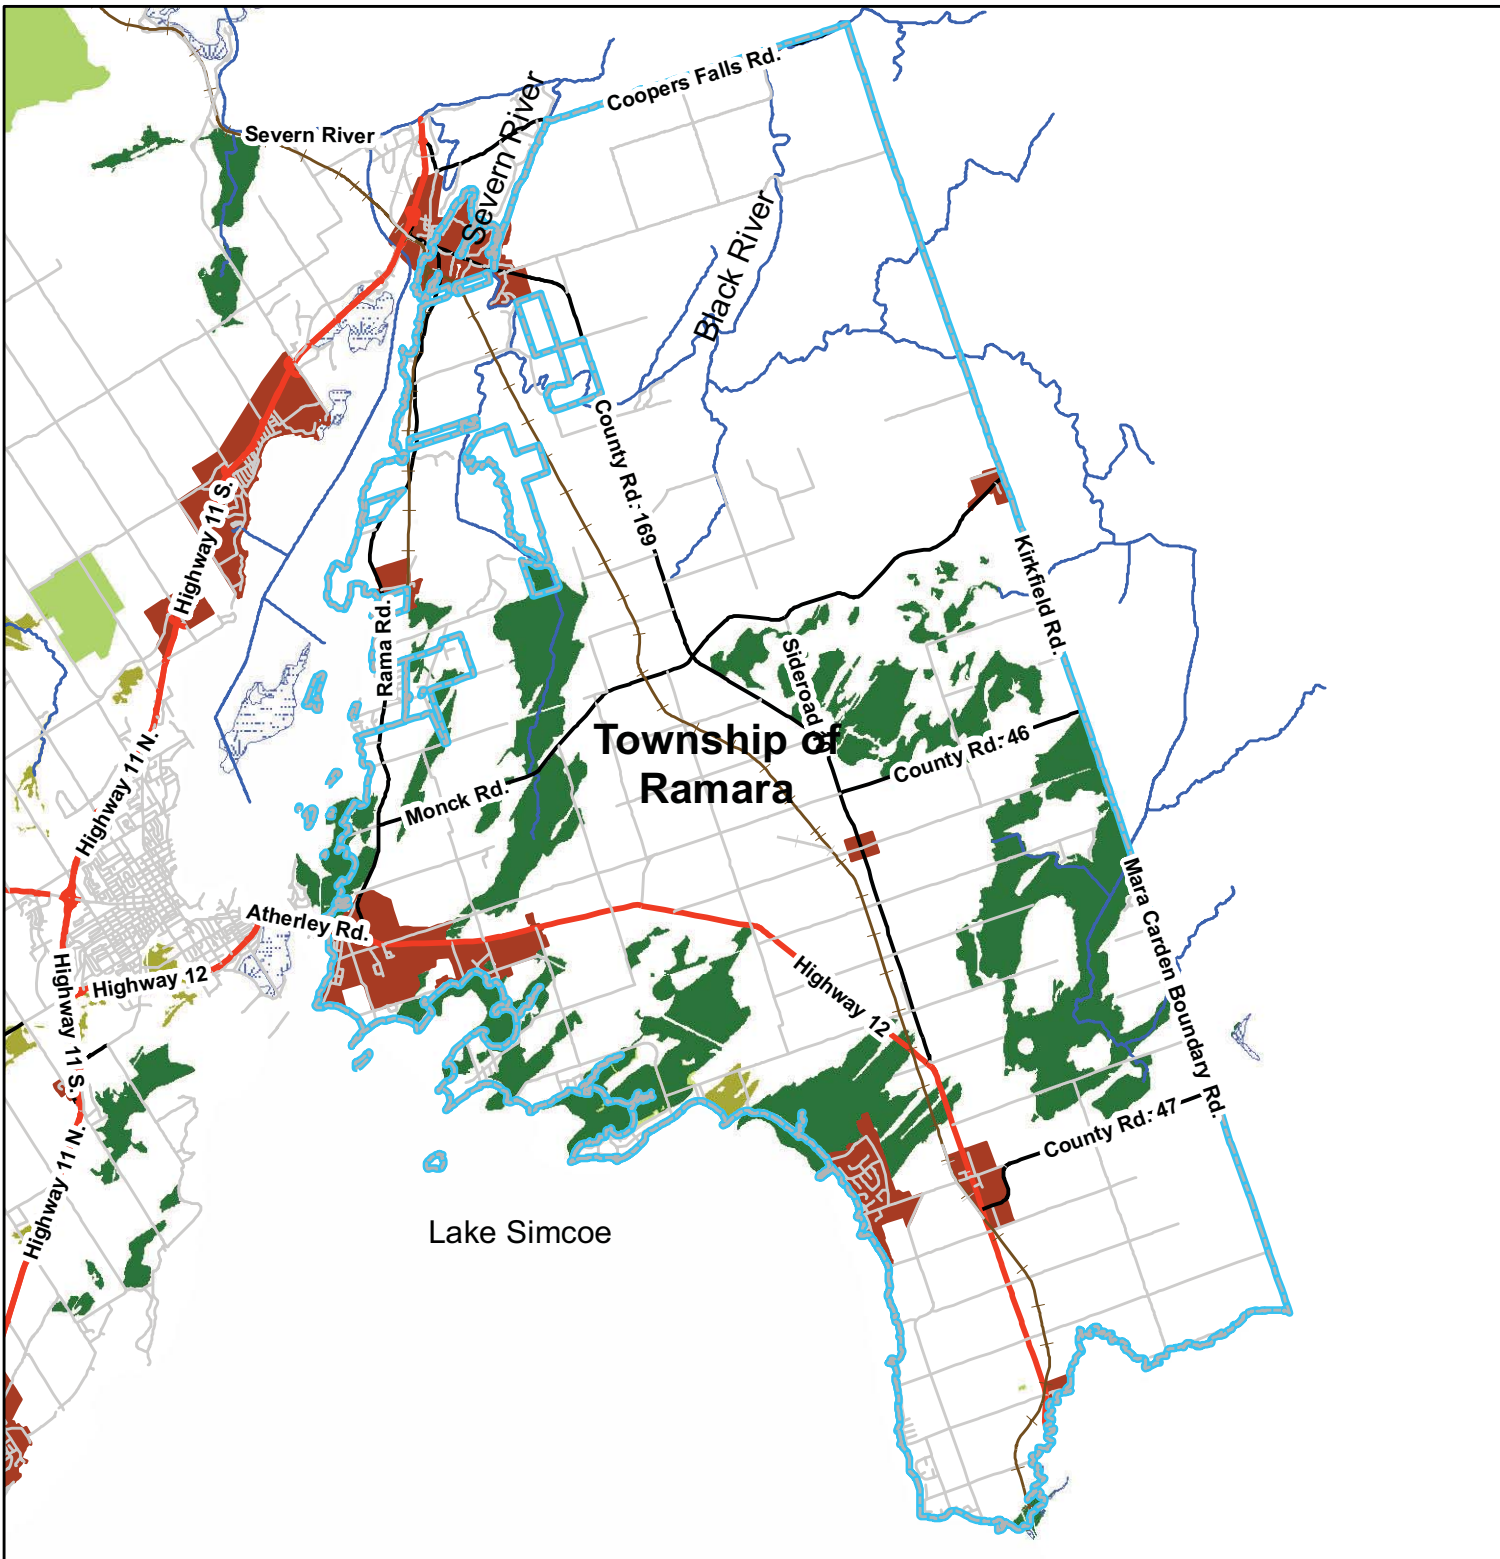 Coopers Falls Rd.
Severn River
Severn River
Severn River
Black River
County Rd. 169
Highway 11 S.
Kirkfield Rd.
Rama Rd.
Sideroad
Township of
Ramara
County Rd. 46
Monck Rd.
Highway 11 N.
Mara Carden Boundary Rd.
Atherley Rd.
Highway 12
Highway 12
Highway 11 S.
County Rd. 47
Highway 11 N.
Lake Simcoe